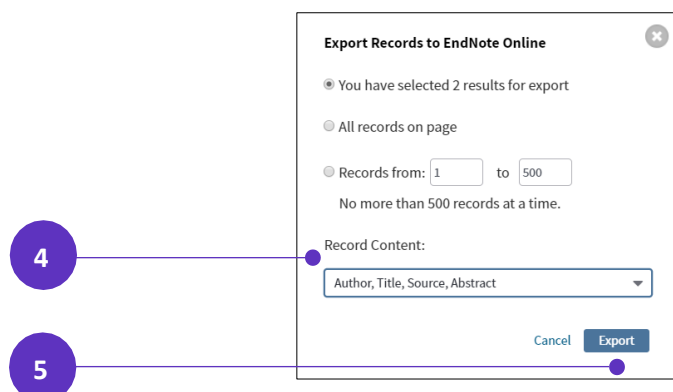 Export Records to EndNote Online
You have selected 2 results for export
All records on page
Records from: 1 to 500
No more than 500 records at a time.
4
Record Content:
Author, Title, Source, Abstract
Cancel Export
5